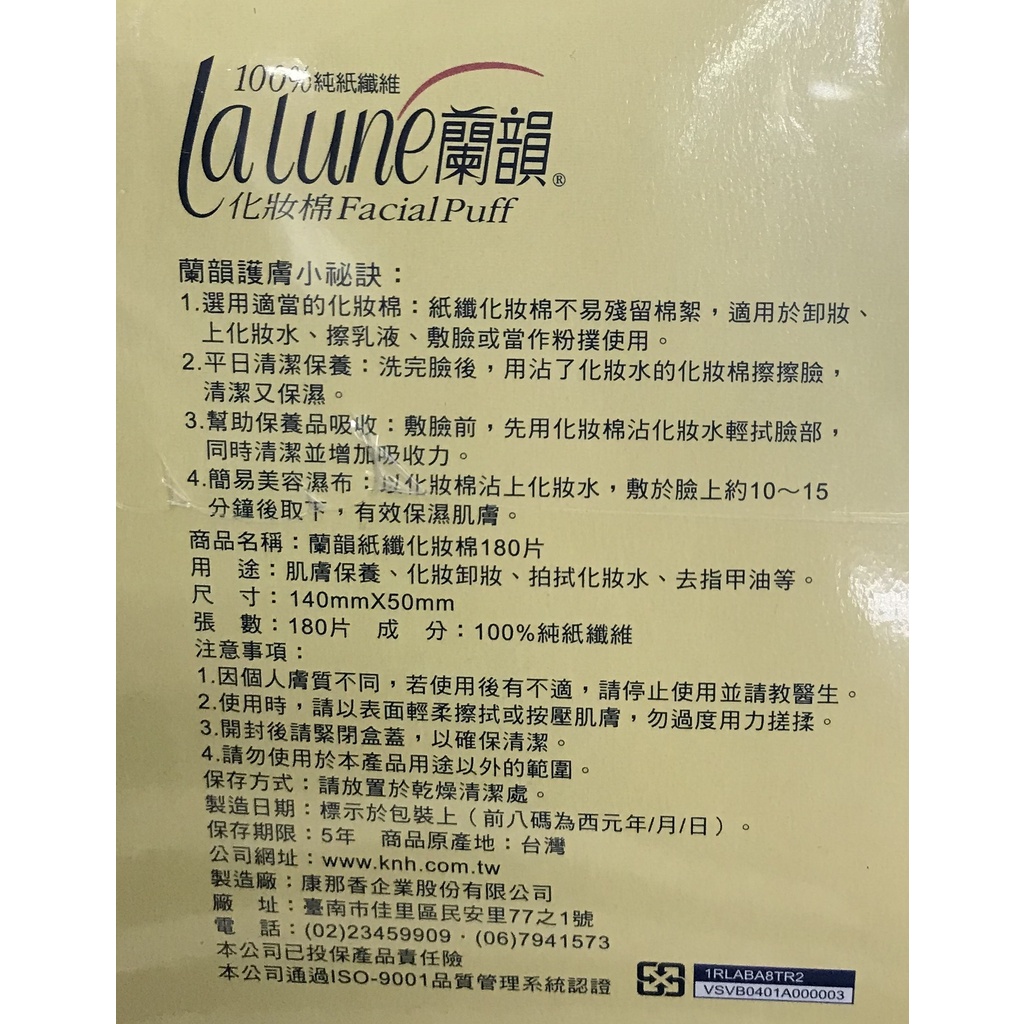 100%純紙纖維
Lalune蘭韻®
化妝棉FacialPuff
蘭韻護膚小祕訣：
1.選用適當的化妝棉：紙纖化妝棉不易殘留棉絮，適用於卸妝、
上化妝水、擦乳液、敷臉或當作粉撲使用。
2.平日清潔保養：洗完臉後，用沾了化妝水的化妝棉擦擦臉，
清潔又保濕。
3.幫助保養品吸收：敷臉前，先用化妝棉沾化妝水輕拭臉部，
同時清潔並增加吸收力。
4.簡易美容濕布：以化妝棉沾上化妝水，敷於臉上約10～15
分鐘後取下，有效保濕肌膚。
商品名稱：蘭韻紙纖化妝棉180片
用　途：肌膚保養、化妝卸妝、拍拭化妝水、去指甲油等。
尺　寸：140mmX50mm
張　數：180片　成　分：100%純紙纖維
注意事項：
1.因個人膚質不同，若使用後有不適，請停止使用並請教醫生。
2.使用時，請以表面輕柔擦拭或按壓肌膚，勿過度用力搓揉。
3.開封後請緊閉盒蓋，以確保清潔。
4.請勿使用於本產品用途以外的範圍。
保存方式：請放置於乾燥清潔處。
製造日期：標示於包裝上（前八碼為西元年/月/日）。
保存期限：5年　商品原產地：台灣
公司網址：www.knh.com.tw
製造廠：康那香企業股份有限公司
廠　址：臺南市佳里區民安里77之1號
電　話：(02)23459909．(06)7941573
本公司已投保產品責任險
本公司通過ISO-9001品質管理系統認證
1RLABA8TR2
VSVB0401A000003